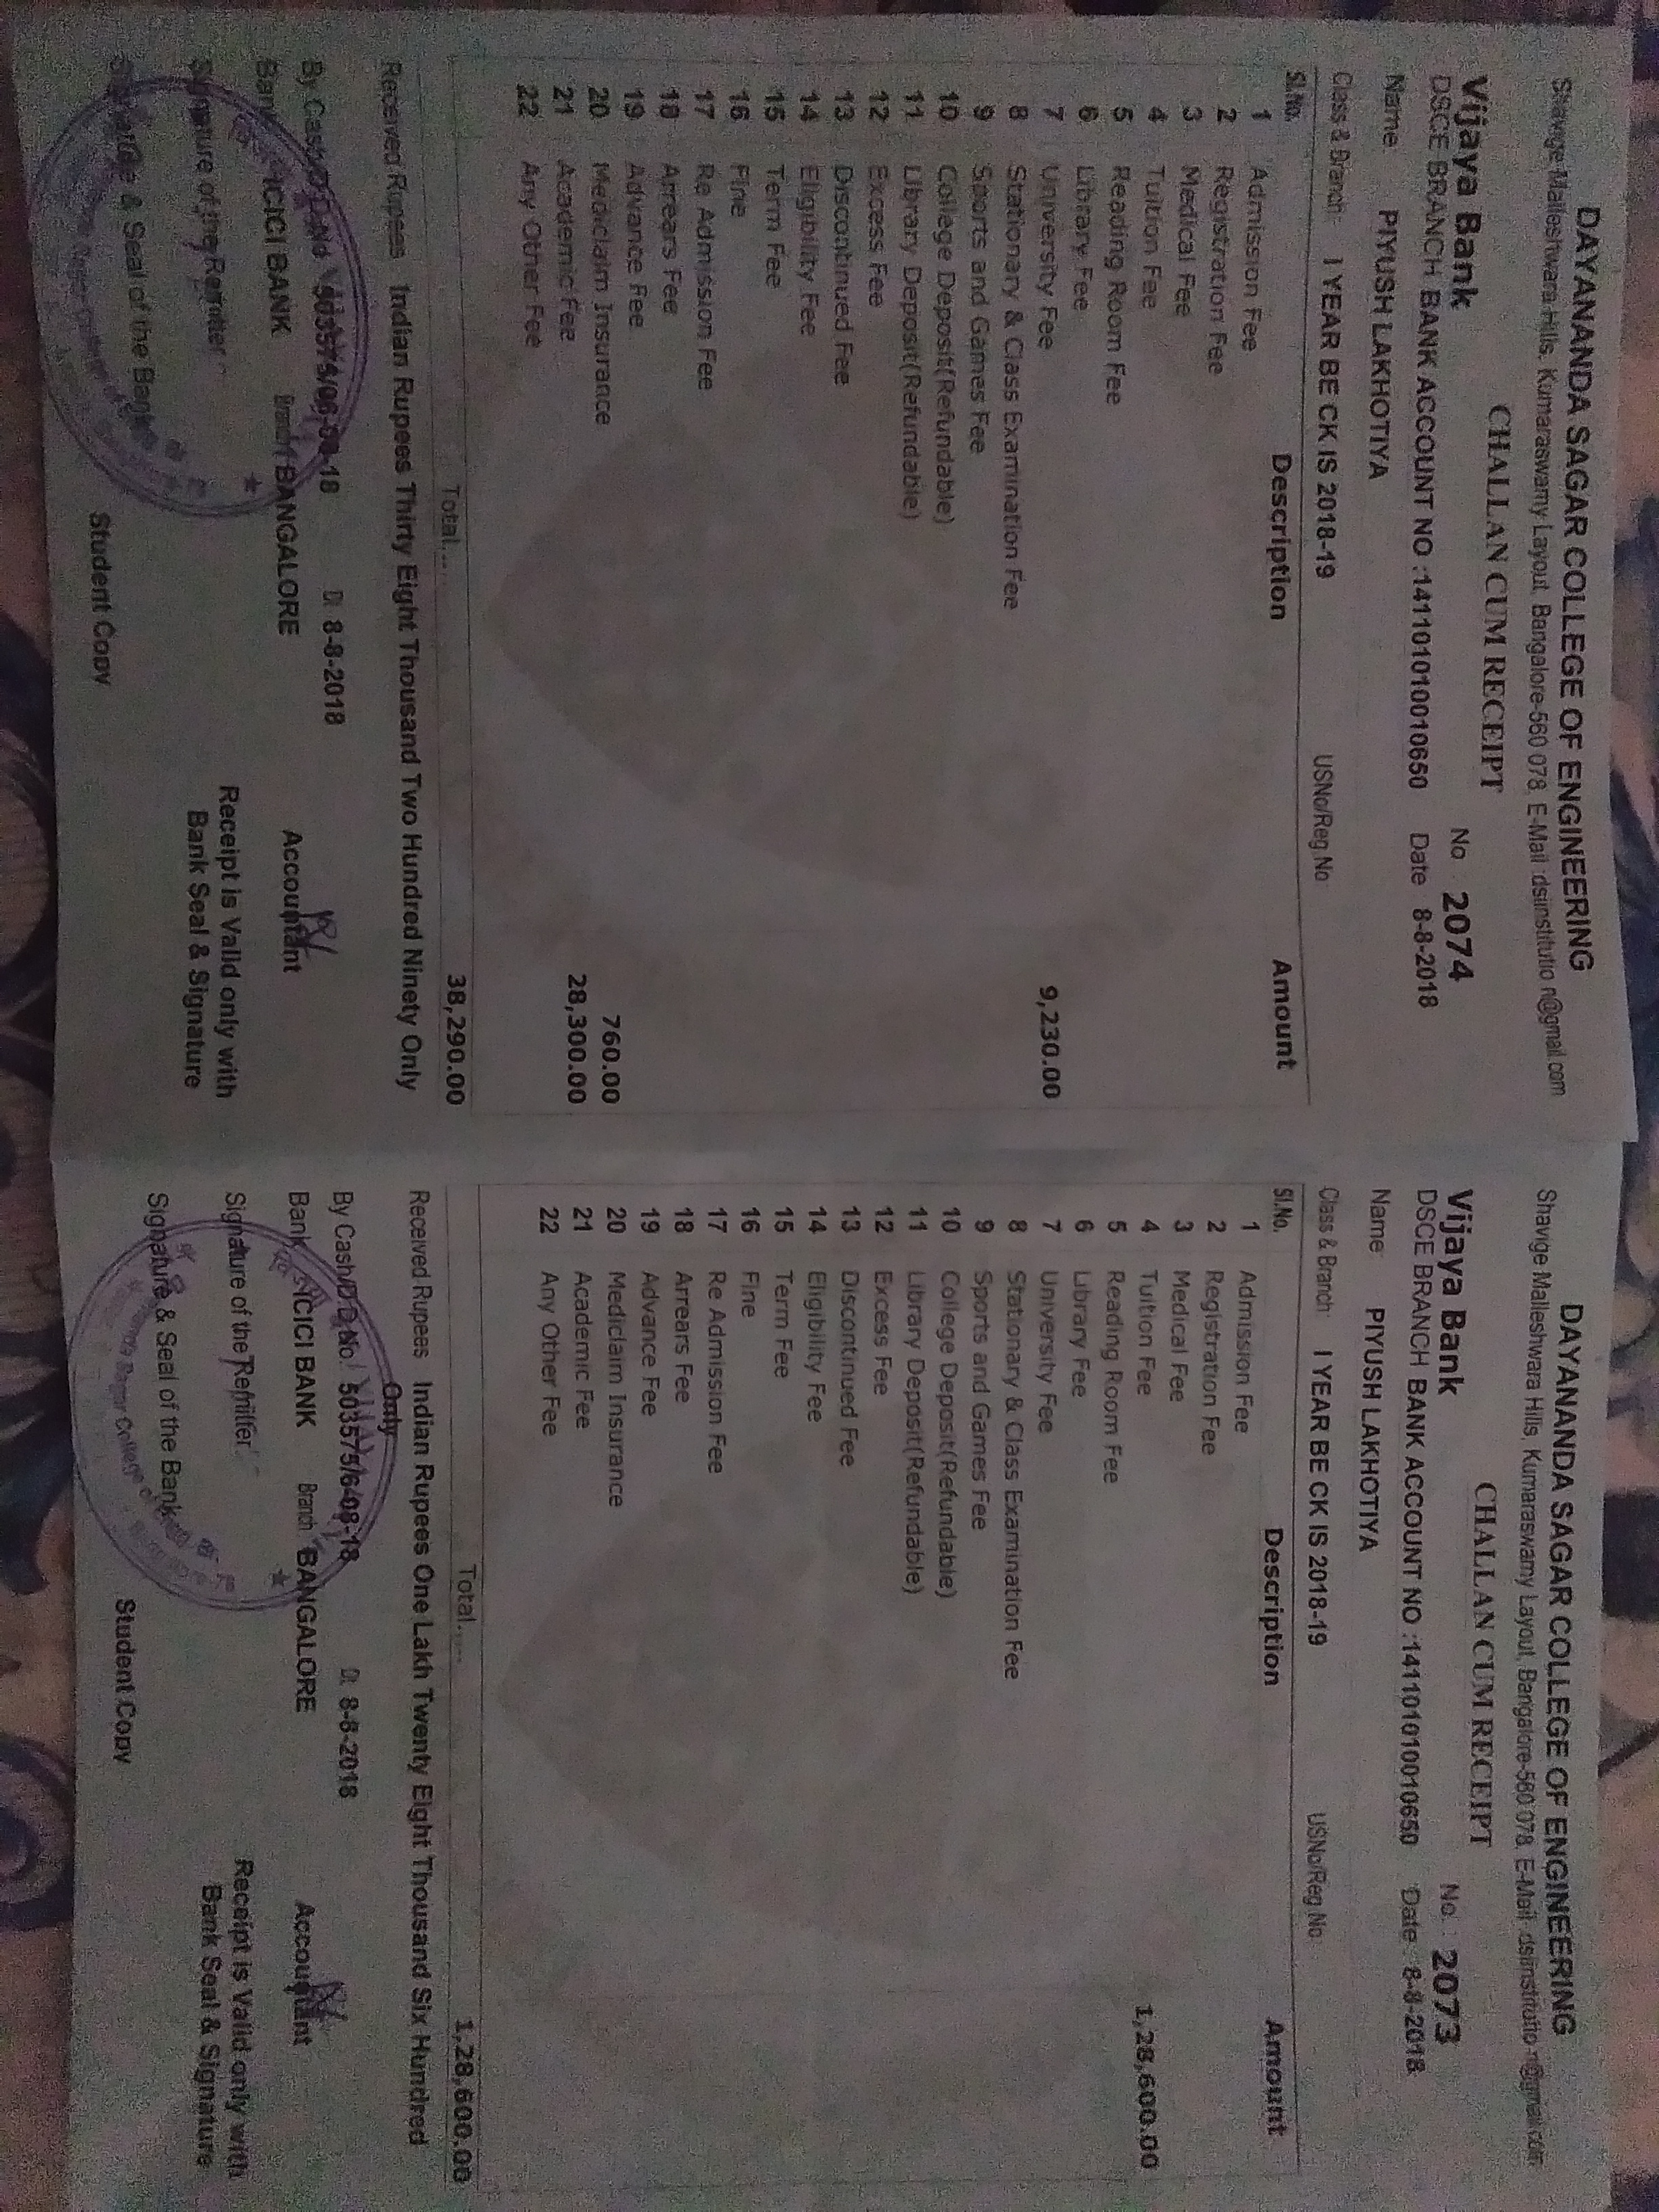 DAYANANDA SAGAR COLLEGE OF ENGINEERING
Shavige Malleshwara Hills, Kumaraswamy Layout, Bangalore-560 078, E-Mail :dsiinstitutio n@gmail.com
CHALLAN CUM RECEIPT
Vijaya Bank No : 2074
DSCE BRANCH BANK ACCOUNT NO :141101010010650 Date : 8-8-2018
Name: PIYUSH LAKHOTIYA
Class & Branch: I YEAR BE CK IS 2018-19 USNo/Reg.No
Sl.No. Description Amount
1 Admission Fee
2 Registration Fee
3 Medical Fee
4 Tuition Fee
5 Reading Room Fee
6 Library Fee
7 University Fee 9,230.00
8 Stationary & Class Examination Fee
9 Sports and Games Fee
10 College Deposit(Refundable)
11 Library Deposit(Refundable)
12 Excess Fee
13 Discontinued Fee
14 Eligibility Fee
15 Term Fee
16 Fine
17 Re Admission Fee
18 Arrears Fee
19 Advance Fee
20 Mediclaim Insurance 760.00
21 Academic Fee 28,300.00
22 Any Other Fee
Total.... 38,290.00
Received Rupees Indian Rupees Thirty Eight Thousand Two Hundred Ninety Only
By Cash/D.D.No. 503575/06-08-18 Dt 8-8-2018
Bank ICICI BANK Branch BANGALORE Accountant
Signature of the Remitter Receipt is Valid only with
Bank Seal & Signature
Signature & Seal of the Bank
Student Copy
DAYANANDA SAGAR COLLEGE OF ENGINEERING
Shavige Malleshwara Hills, Kumaraswamy Layout, Bangalore-560 078, E-Mail :dsiinstitutio n@gmail.com
CHALLAN CUM RECEIPT
Vijaya Bank No. : 2073
DSCE BRANCH BANK ACCOUNT NO :141101010010650 Date : 8-8-2018
Name: PIYUSH LAKHOTIYA
Class & Branch: I YEAR BE CK IS 2018-19 USNo/Reg.No
Sl.No. Description Amount
1 Admission Fee
2 Registration Fee
3 Medical Fee
4 Tuition Fee 1,28,600.00
5 Reading Room Fee
6 Library Fee
7 University Fee
8 Stationary & Class Examination Fee
9 Sports and Games Fee
10 College Deposit(Refundable)
11 Library Deposit(Refundable)
12 Excess Fee
13 Discontinued Fee
14 Eligibility Fee
15 Term Fee
16 Fine
17 Re Admission Fee
18 Arrears Fee
19 Advance Fee
20 Mediclaim Insurance
21 Academic Fee
22 Any Other Fee
Total.... 1,28,600.00
Received Rupees Indian Rupees One Lakh Twenty Eight Thousand Six Hundred
Only
By Cash/D.D.No. 503575/6-08-18 Dt 8-8-2018
Bank ICICI BANK Branch BANGALORE Accountant
Signature of the Remitter Receipt is Valid only with
Bank Seal & Signature
Signature & Seal of the Bank
Student Copy